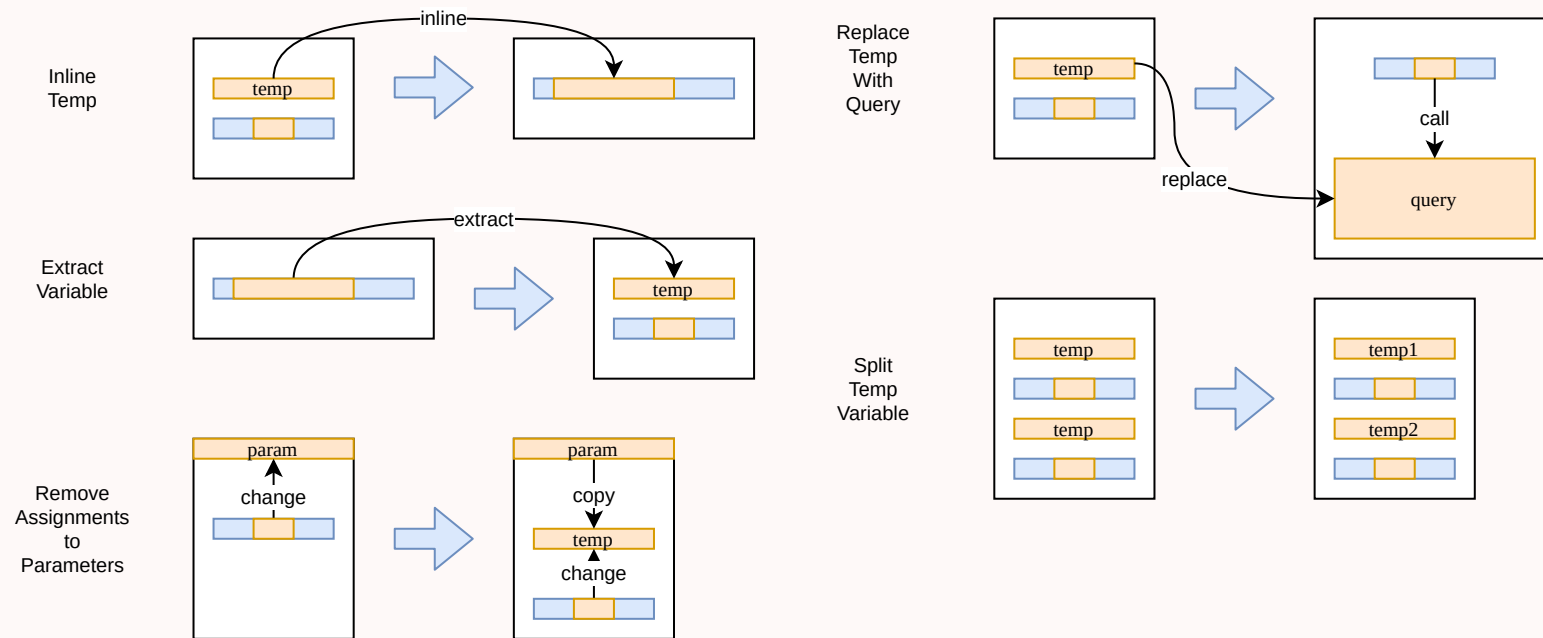 Inline
Temp
inline
temp
Extract
Variable
extract
temp
Remove
Assignments
to
Parameters
param
change
param
copy
temp
change
Replace
Temp
With
Query
temp
replace
call
query
Split
Temp
Variable
temp
temp
temp1
temp2